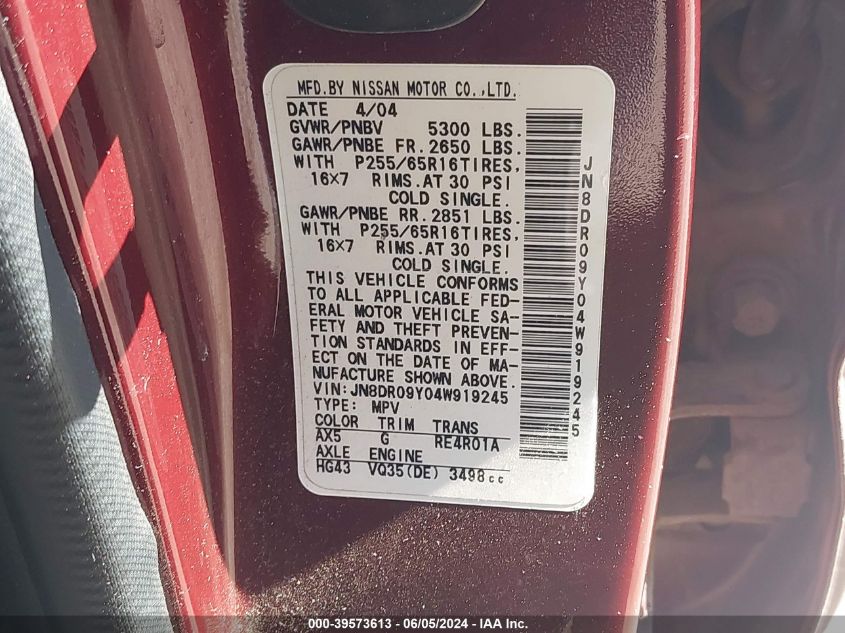 MFD.BY NISSAN MOTOR CO.,LTD.
DATE 4/04
GVWR/PNBV 5300 LBS.
GAWR/PNBE FR.2650 LBS.
WITH P255/65R16TIRES,
16×7 RIMS.AT 30 PSI
COLD SINGLE.
GAWR/PNBE RR.2851 LBS.
WITH P255/65R16TIRES,
16×7 RIMS.AT 30 PSI
COLD SINGLE.
THIS VEHICLE CONFORMS
TO ALL APPLICABLE FED-
ERAL MOTOR VEHICLE SA-
FETY AND THEFT PREVEN-
TION STANDARDS IN EFF-
ECT ON THE DATE OF MA-
NUFACTURE SHOWN ABOVE.
VIN:JN8DR09Y04W919245
TYPE: MPV
COLOR TRIM TRANS
AX5 G RE4R01A
AXLE ENGINE
HG43 VQ35(DE) 3498cc
JN8DR09Y04W919245
000-39573613 - 06/05/2024 - IAA Inc.